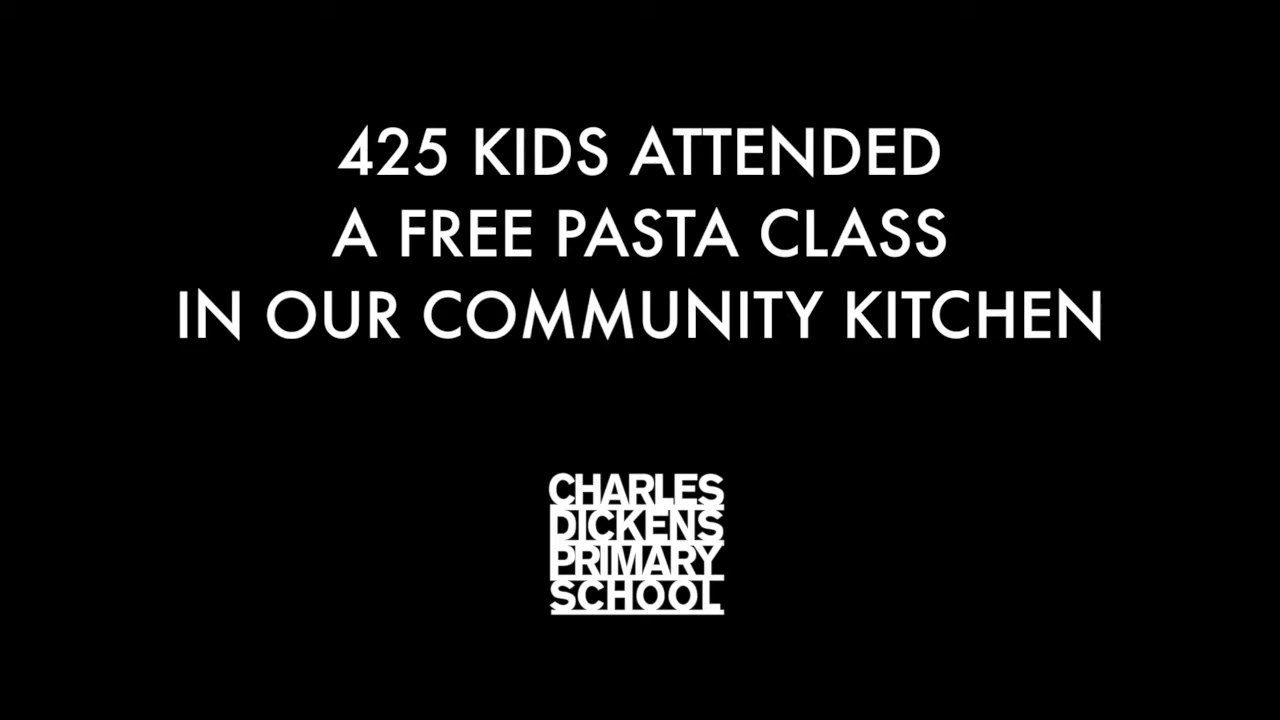 425 KIDS ATTENDED
A FREE PASTA CLASS
IN OUR COMMUNITY KITCHEN
CHARLES
DICKENS
PRIMARY
SCHOOL